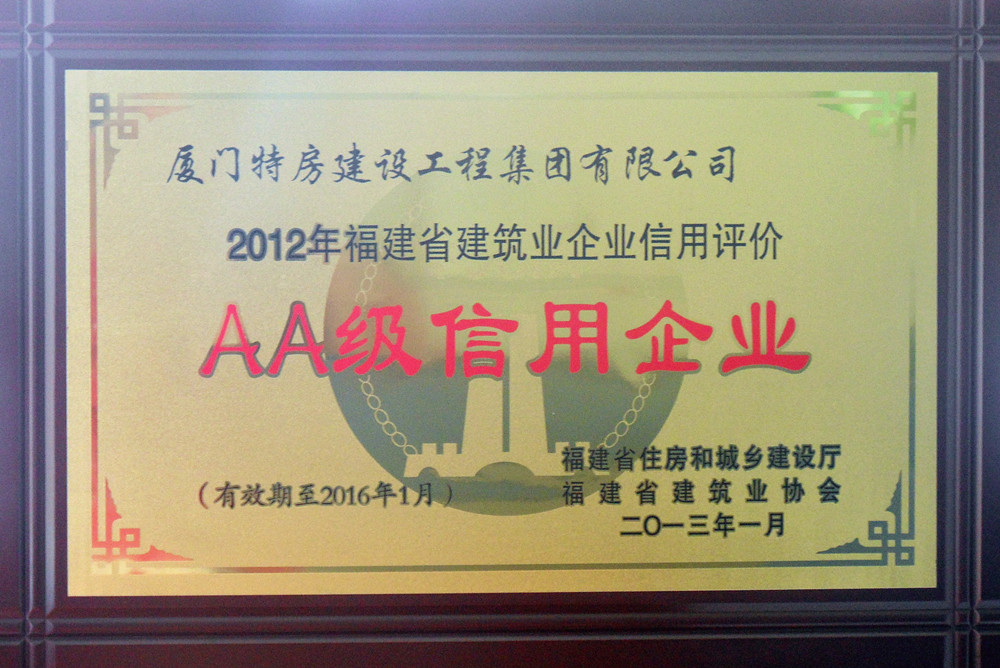 厦门特房建设工程集团有限公司
2012年福建省建筑业企业信用评价
AA级信用企业
福建省住房和城乡建设厅
（有效期至2016年1月）
福建省建筑业协会
二〇一三年一月